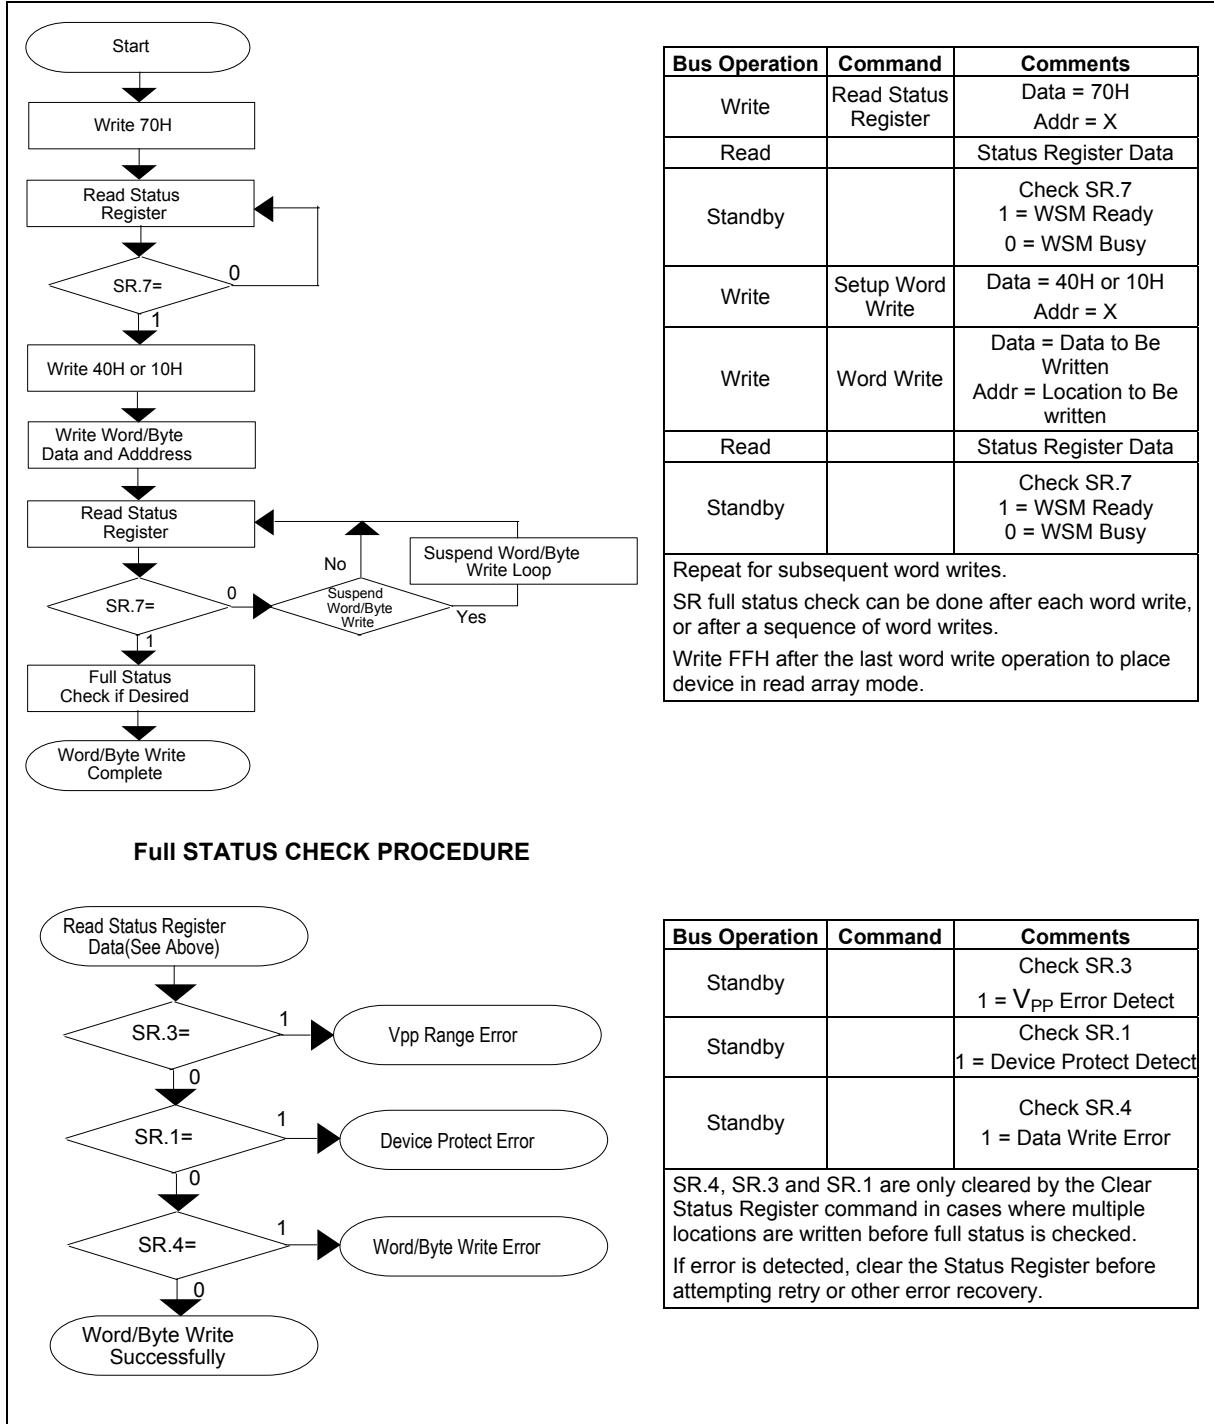 Start
Write 70H
Read Status
Register
SR.7=
0
1
Write 40H or 10H
Write Word/Byte
Data and Adddress
Read Status
Register
SR.7=
0
1
Suspend
Word/Byte
Write
No
Yes
Suspend Word/Byte
Write Loop
Full Status
Check if Desired
Word/Byte Write
Complete
Bus Operation Command Comments
Write
Read Status
Register
Data = 70H
Addr = X
Read Status Register Data
Standby
Check SR.7
1 = WSM Ready
0 = WSM Busy
Write
Setup Word
Write
Data = 40H or 10H
Addr = X
Write Word Write
Data = Data to Be
Written
Addr = Location to Be
written
Read Status Register Data
Standby
Check SR.7
1 = WSM Ready
0 = WSM Busy
Repeat for subsequent word writes.
SR full status check can be done after each word write,
or after a sequence of word writes.
Write FFH after the last word write operation to place
device in read array mode.
Full STATUS CHECK PROCEDURE
Read Status Register
Data(See Above)
SR.3=
1
Vpp Range Error
0
SR.1=
1
Device Protect Error
0
SR.4=
1
Word/Byte Write Error
0
Word/Byte Write
Successfully
Bus Operation Command Comments
Standby
Check SR.3
1 = VPP Error Detect
Standby
Check SR.1
1 = Device Protect Detect
Standby
Check SR.4
1 = Data Write Error
SR.4, SR.3 and SR.1 are only cleared by the Clear
Status Register command in cases where multiple
locations are written before full status is checked.
If error is detected, clear the Status Register before
attempting retry or other error recovery.